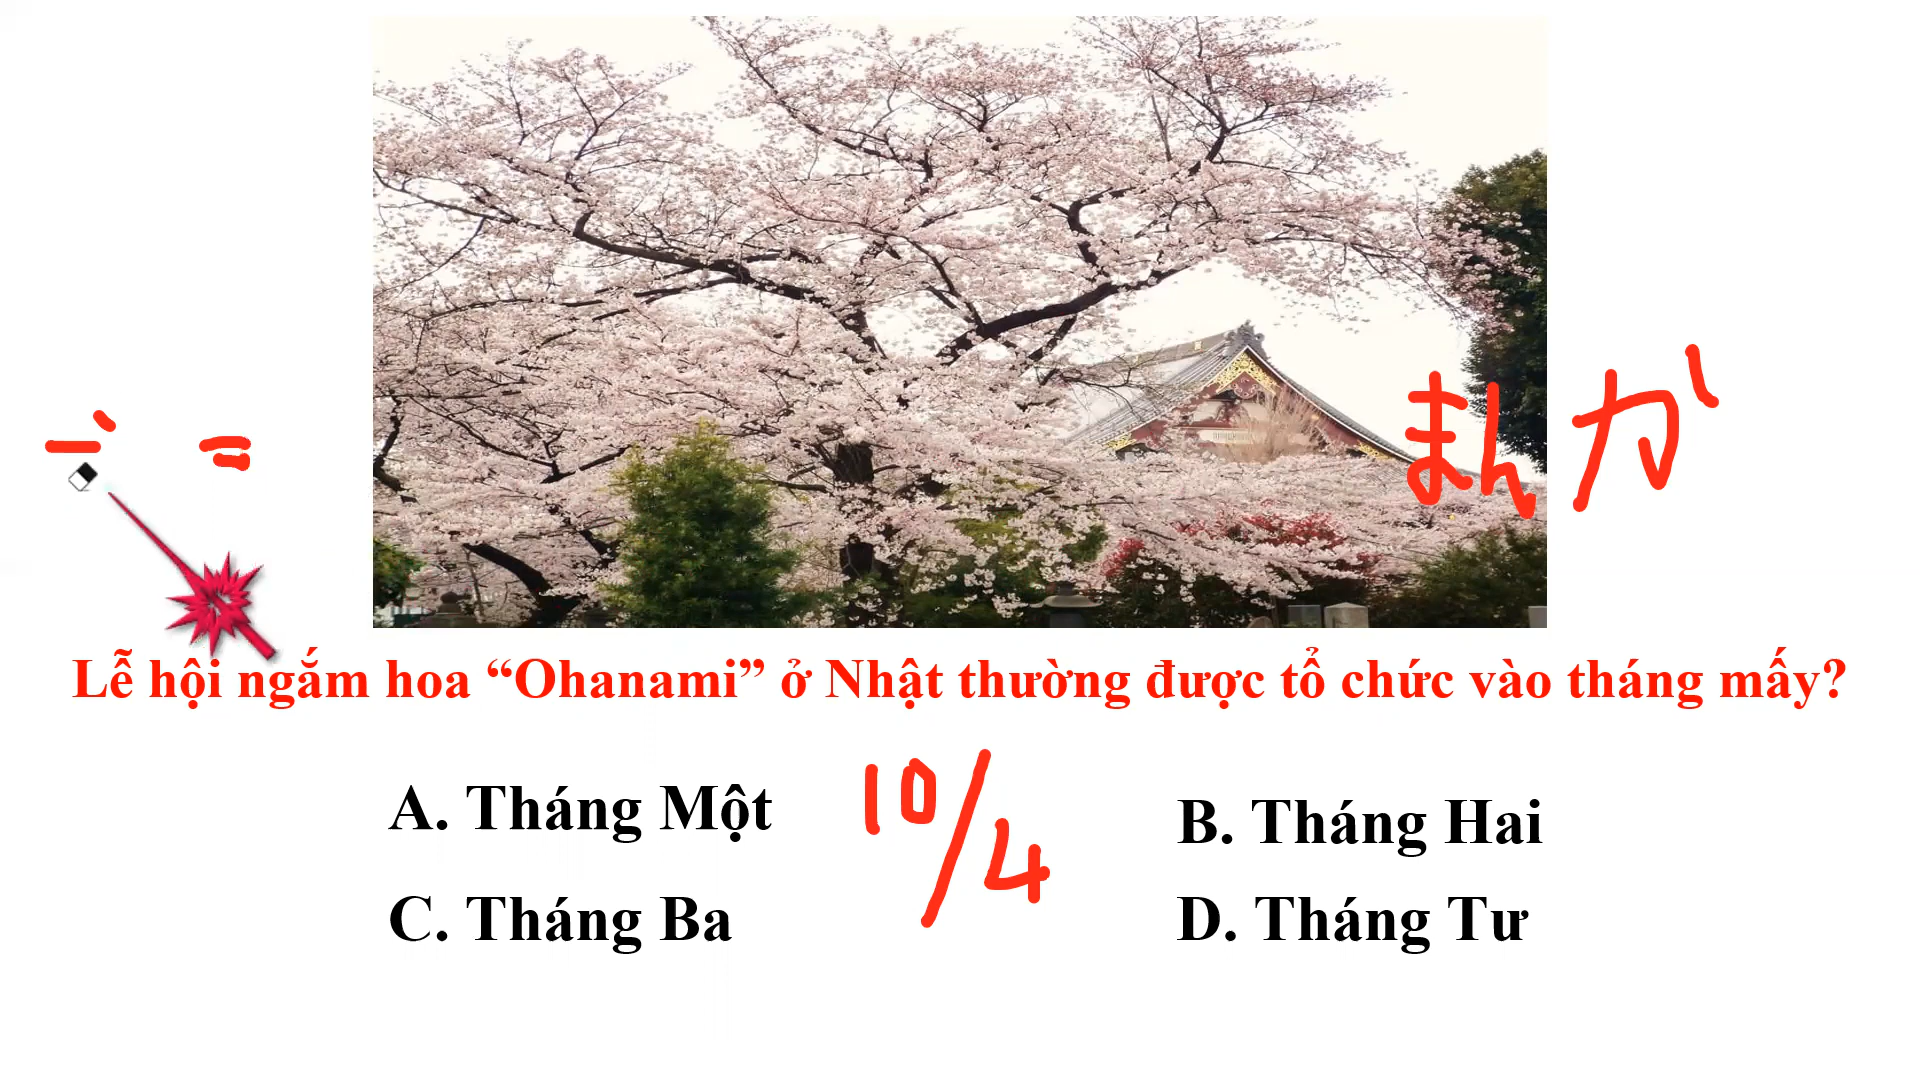 まんが
Lễ hội ngắm hoa “Ohanami” ở Nhật thường được tổ chức vào tháng mấy?
A. Tháng Một
10/4
B. Tháng Hai
C. Tháng Ba
D. Tháng Tư